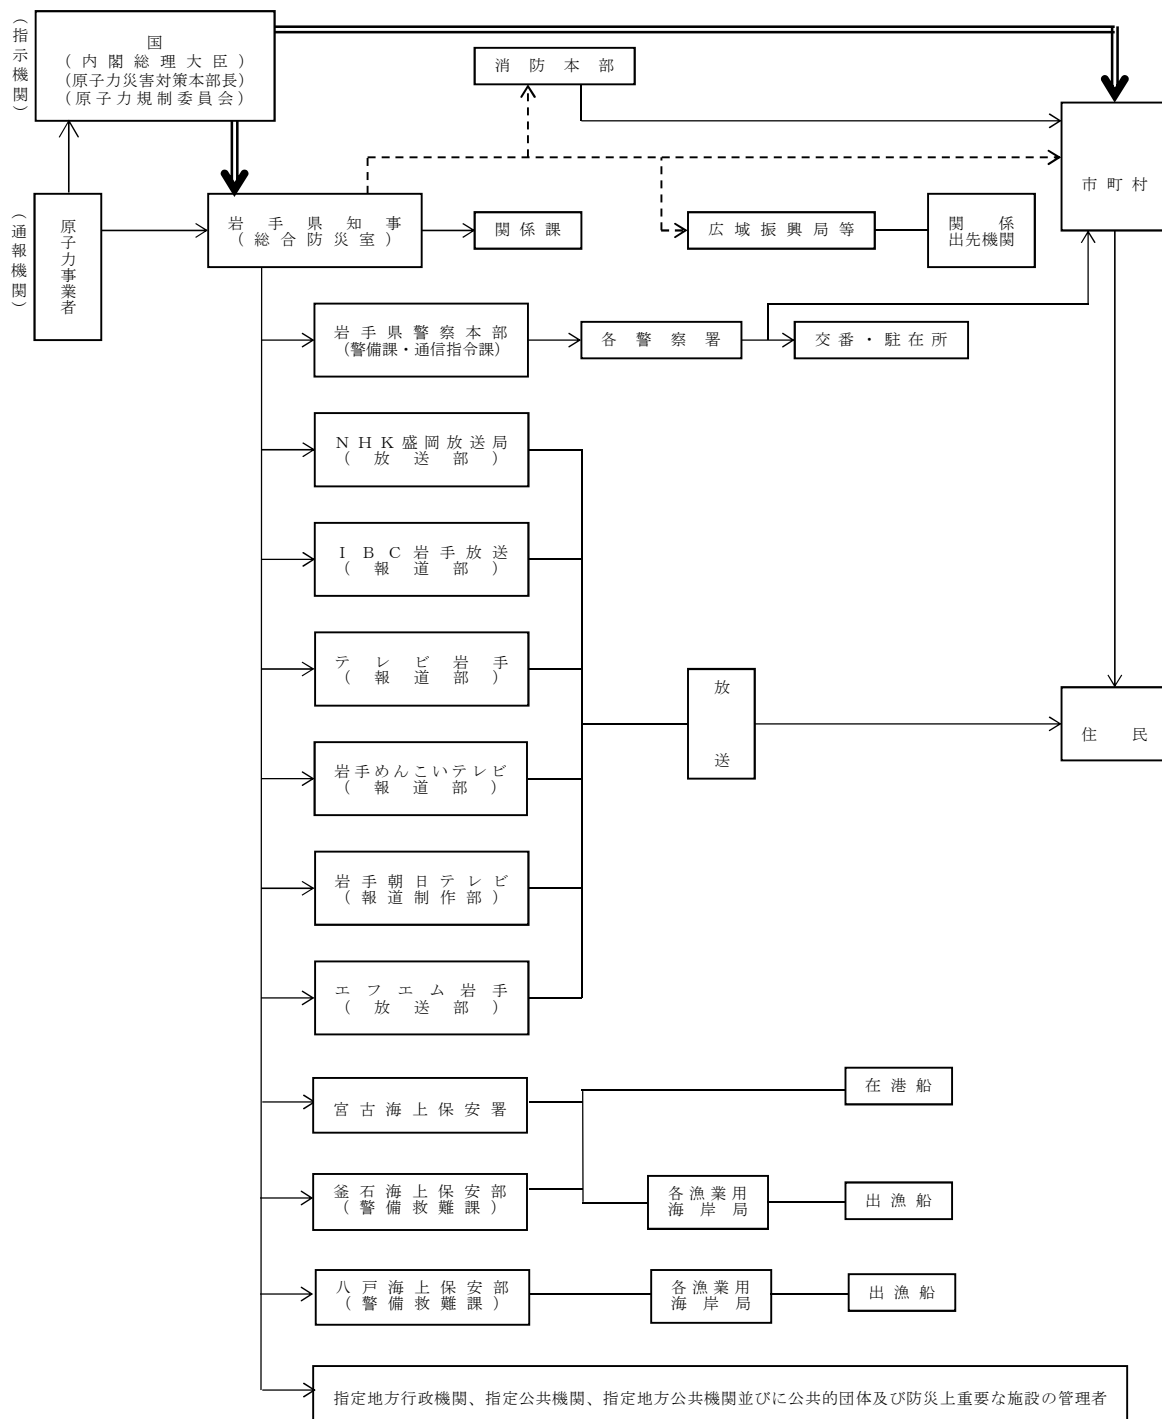 （指示機関）
国
（内閣総理大臣）
（原子力災害対策本部長）
（原子力規制委員会）
消防本部
市町村
（通報機関）
原子力事業者
岩手県知事
（総合防災室）
関係課
広域振興局等
関係
出先機関
岩手県警察本部
（警備課・通信指令課）
各警察署
交番・駐在所
ＮＨＫ盛岡放送局
（放送部）
ＩＢＣ岩手放送
（報道部）
テレビ岩手
（報道部）
放送
住民
岩手めんこいテレビ
（報道部）
岩手朝日テレビ
（報道制作部）
エフエム岩手
（放送部）
在港船
宮古海上保安署
釜石海上保安部
（警備救難課）
各漁業用
海岸局
出漁船
八戸海上保安部
（警備救難課）
各漁業用
海岸局
出漁船
指定地方行政機関、指定公共機関、指定地方公共機関並びに公共的団体及び防災上重要な施設の管理者